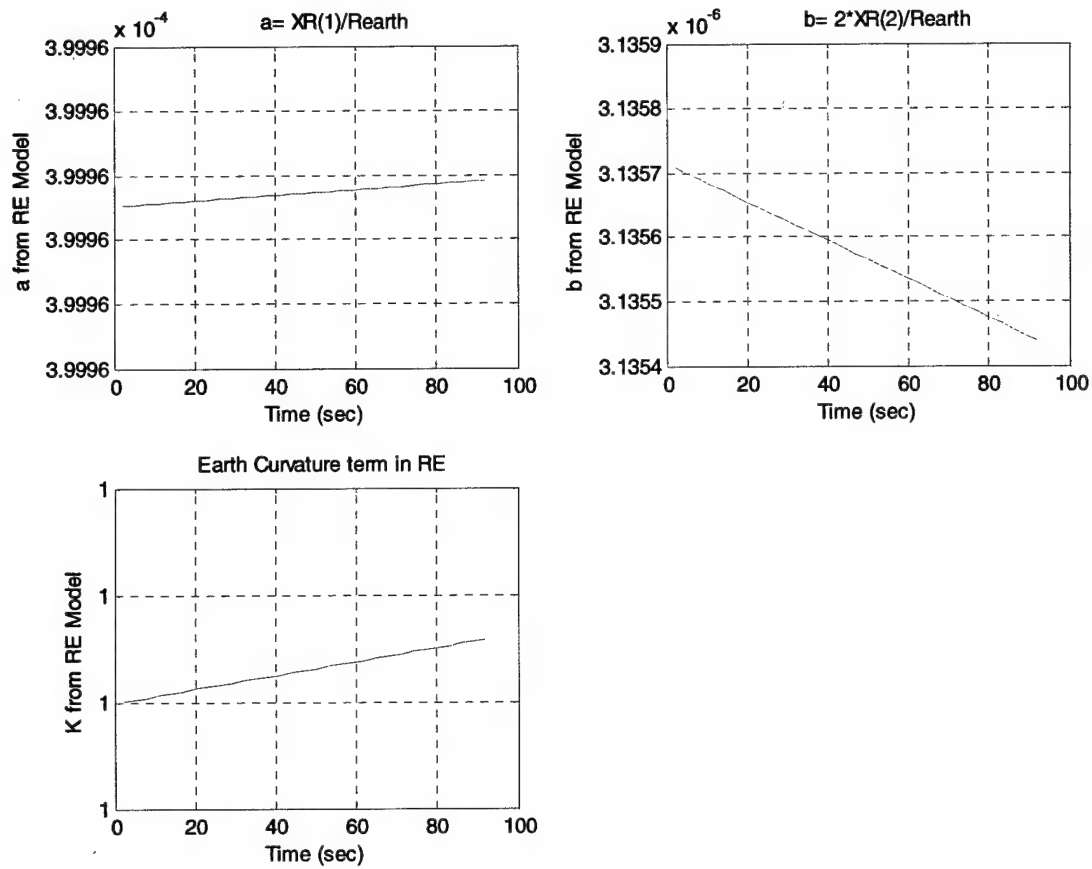 x 10 -4
a= XR(1)/Rearth
3.9996
3.9996
3.9996
3.9996
3.9996
3.9996
a from RE Model
0 20 40 60 80 100
Time (sec)
x 10 -6
b= 2*XR(2)/Rearth
3.1359
3.1358
3.1357
3.1356
3.1355
3.1354
b from RE Model
0 20 40 60 80 100
Time (sec)
Earth Curvature term in RE
1
1
1
1
K from RE Model
0 20 40 60 80 100
Time (sec)